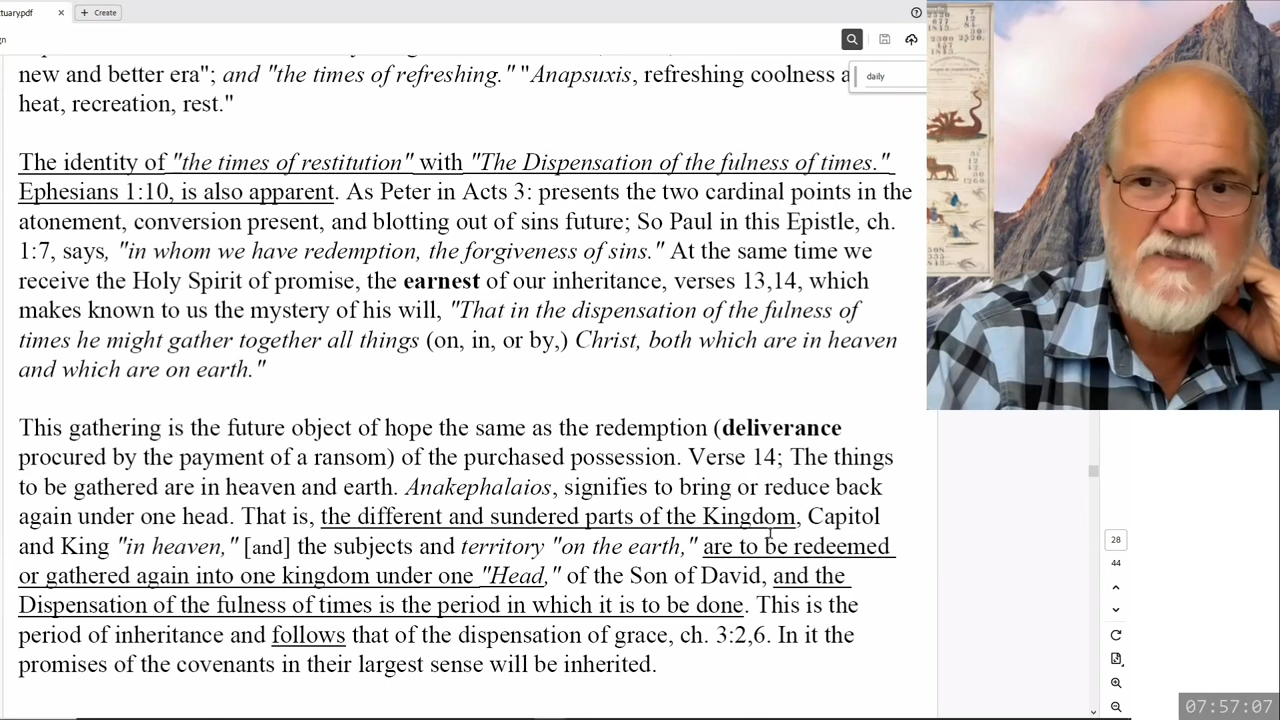 tuary.pdf
Create
gn
new and better era"; and "the times of refreshing." "Anapsuxis, refreshing coolness a
daily
heat, recreation, rest."
The identity of "the times of restitution" with "The Dispensation of the fulness of times."
Ephesians 1:10, is also apparent. As Peter in Acts 3: presents the two cardinal points in the
atonement, conversion present, and blotting out of sins future; So Paul in this Epistle, ch.
1:7, says, "in whom we have redemption, the forgiveness of sins." At the same time we
receive the Holy Spirit of promise, the earnest of our inheritance, verses 13,14, which
makes known to us the mystery of his will, "That in the dispensation of the fulness of
times he might gather together all things (on, in, or by,) Christ, both which are in heaven
and which are on earth."
This gathering is the future object of hope the same as the redemption (deliverance
procured by the payment of a ransom) of the purchased possession. Verse 14; The things
to be gathered are in heaven and earth. Anakephalaios, signifies to bring or reduce back
again under one head. That is, the different and sundered parts of the Kingdom, Capitol
and King "in heaven," [and] the subjects and territory "on the earth," are to be redeemed
or gathered again into one kingdom under one "Head," of the Son of David, and the
Dispensation of the fulness of times is the period in which it is to be done. This is the
period of inheritance and follows that of the dispensation of grace, ch. 3:2,6. In it the
promises of the covenants in their largest sense will be inherited.
28
44
07:57:07